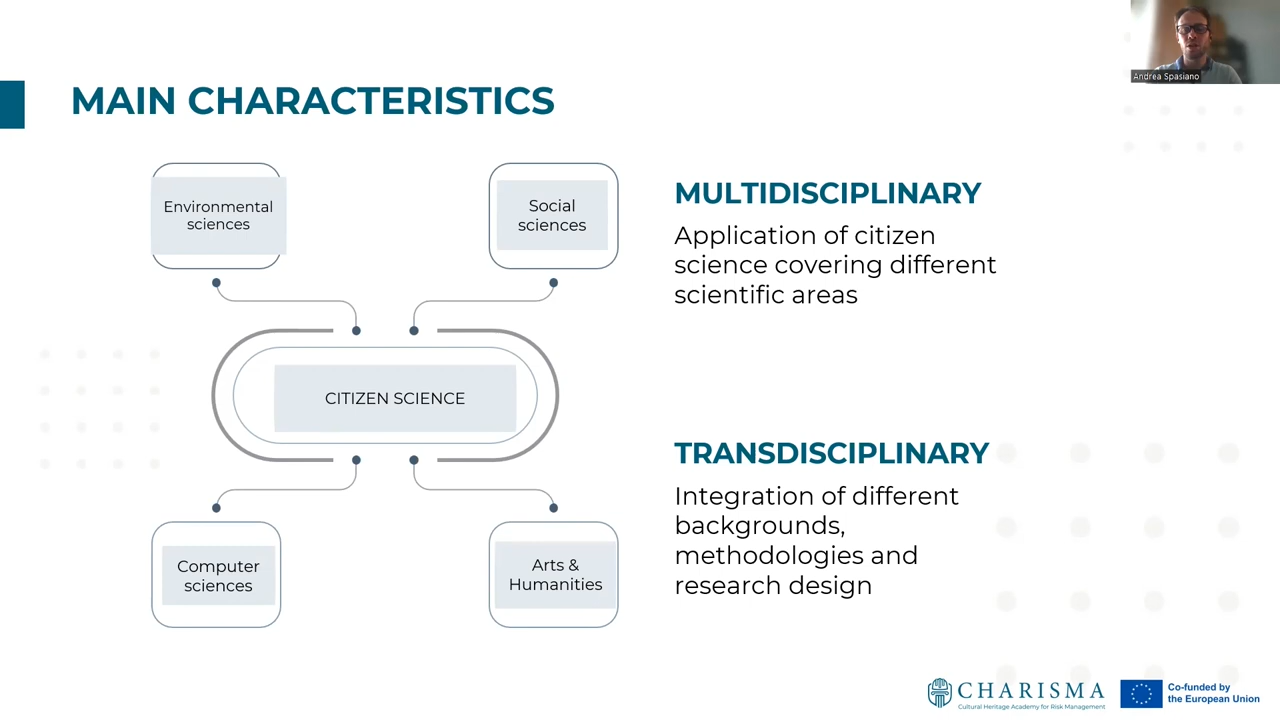 Andrea Spasiano
MAIN CHARACTERISTICS
Environmental
sciences
Social
sciences
CITIZEN SCIENCE
Computer
sciences
Arts &
Humanities
MULTIDISCIPLINARY
Application of citizen
science covering different
scientific areas
TRANSDISCIPLINARY
Integration of different
backgrounds,
methodologies and
research design
CHARISMA
Cultural Heritage Academy for Risk Management
Co-funded by
the European Union